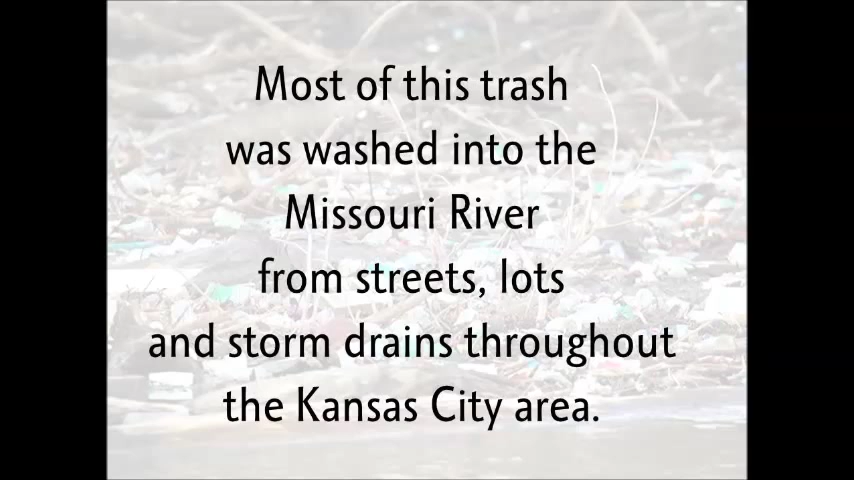 Most of this trash
was washed into the
Missouri River
from streets, lots
and storm drains throughout
the Kansas City area.